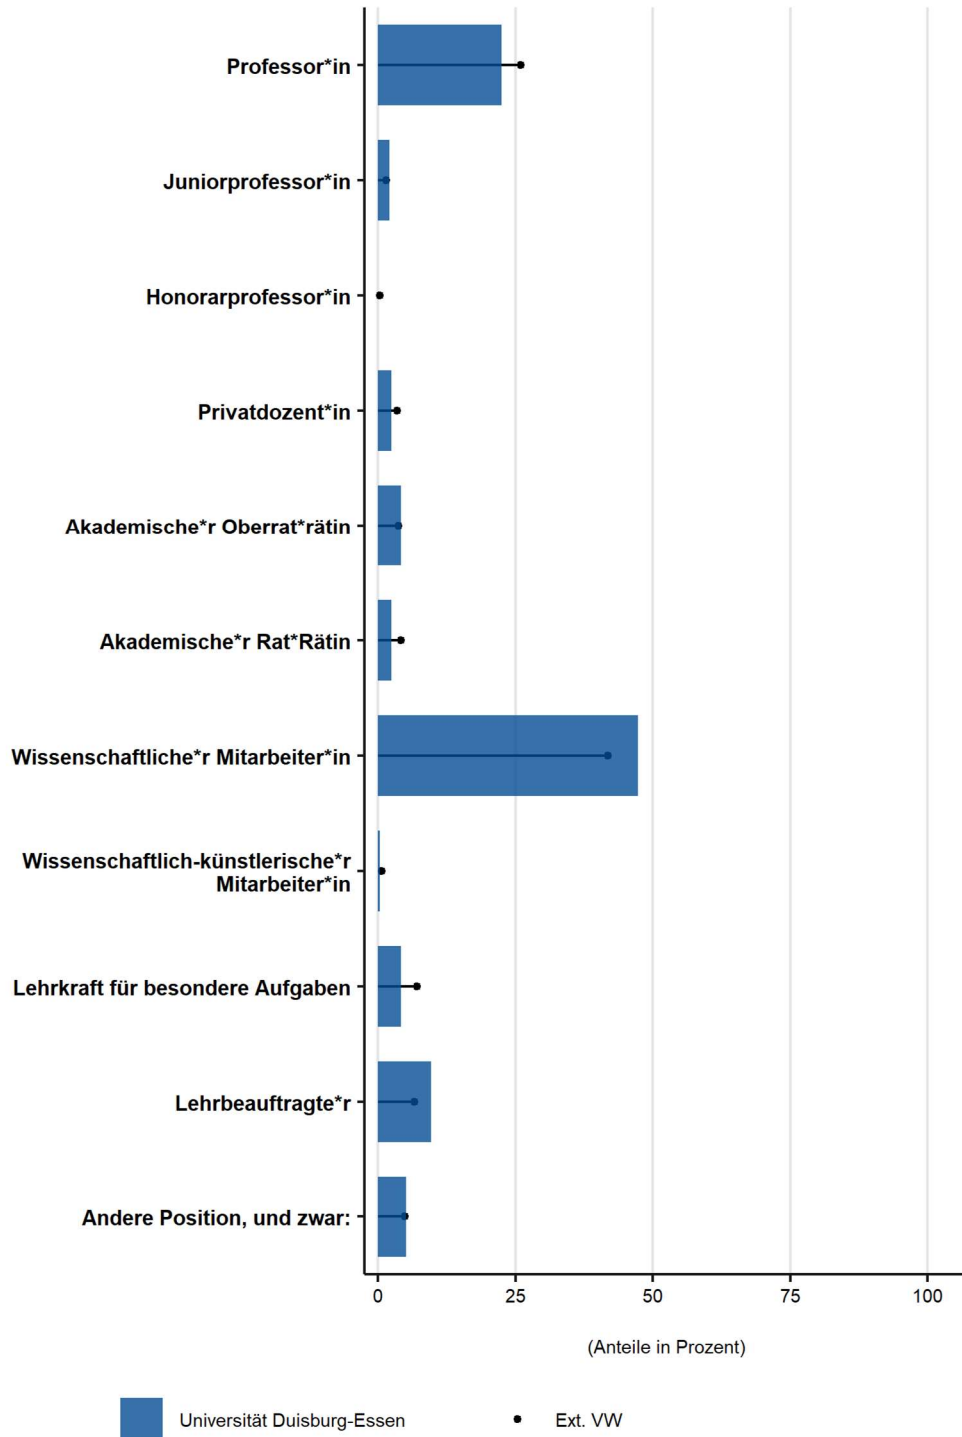 Professor*in
Juniorprofessor*in
Honorarprofessor*in
Privatdozent*in
Akademische*r Oberrat*rätin
Akademische*r Rat*Rätin
Wissenschaftliche*r Mitarbeiter*in
Wissenschaftlich-künstlerische*r
Mitarbeiter*in
Lehrkraft für besondere Aufgaben
Lehrbeauftragte*r
Andere Position, und zwar:
0 25 50 75 100
(Anteile in Prozent)
Universität Duisburg-Essen Ext. VW